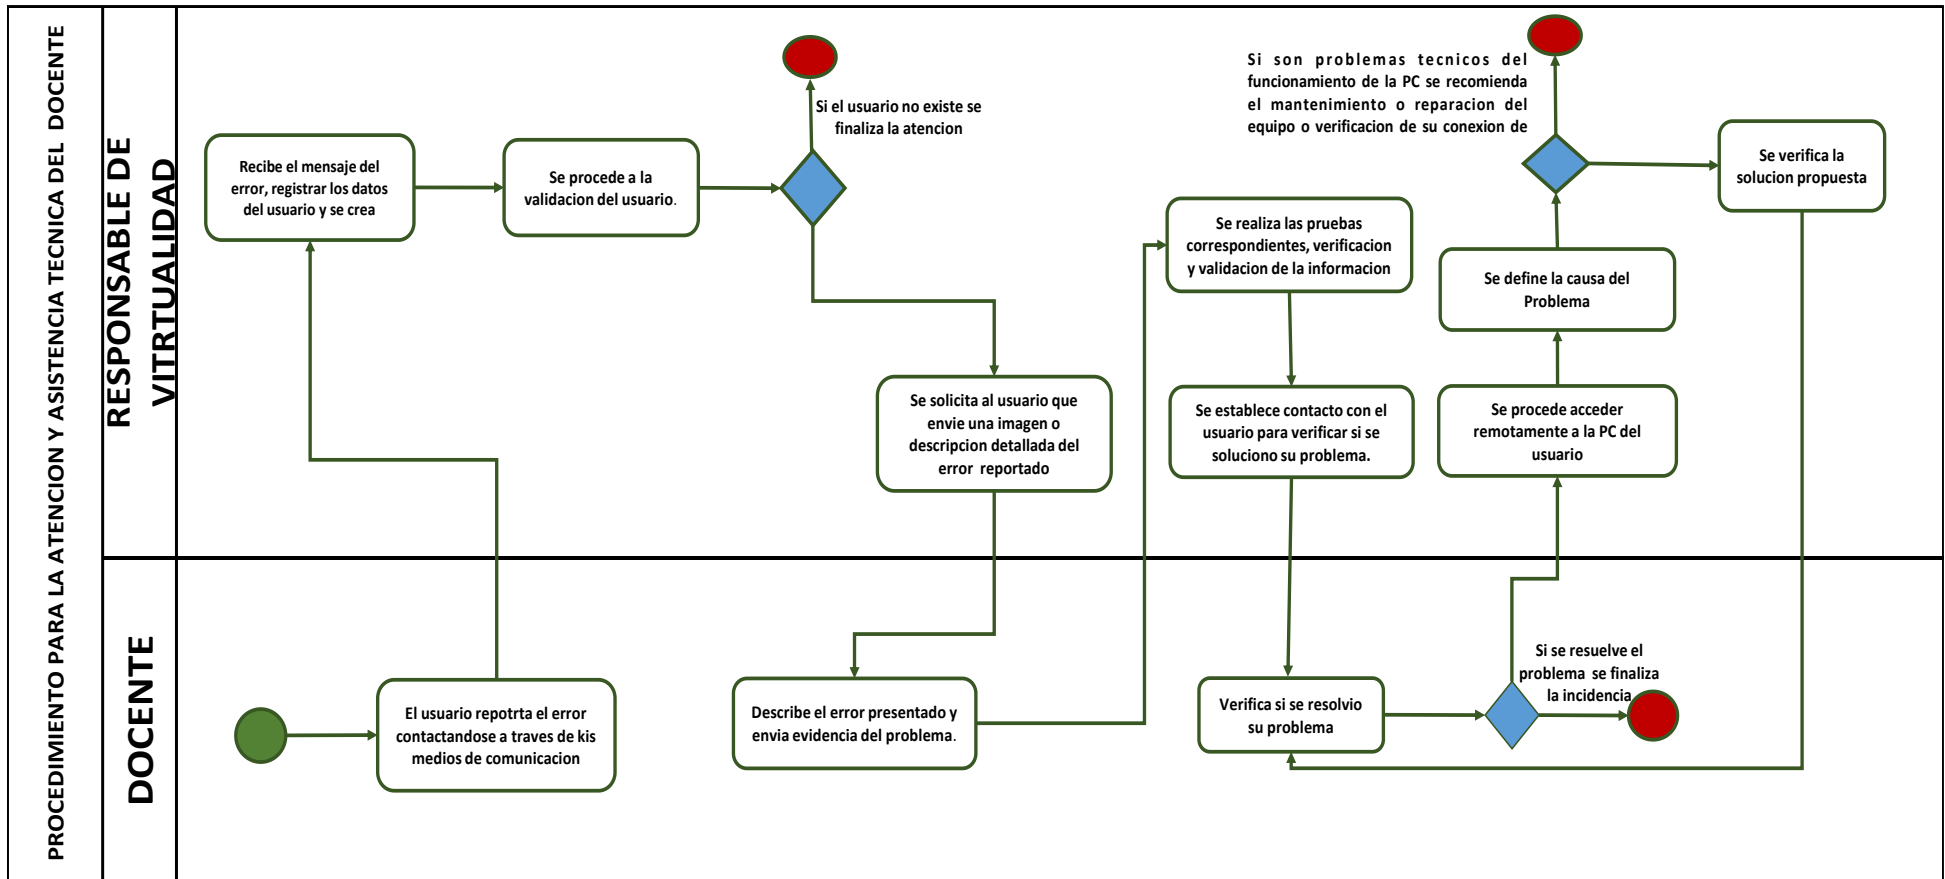 PROCEDIMIENTO PARA LA ATENCION Y ASISTENCIA TECNICA DEL DOCENTE
RESPONSABLE DE
VITRTUALIDAD
Recibe el mensaje del
error, registrar los datos
del usuario y se crea
Se procede a la
validacion del usuario.
Si el usuario no existe se
finaliza la atencion
Se solicita al usuario que
envie una imagen o
descripcion detallada del
error reportado
Se realiza las pruebas
correspondientes, verificacion
y validacion de la informacion
Se establece contacto con el
usuario para verificar si se
soluciono su problema.
Si son problemas tecnicos del
funcionamiento de la PC se recomienda
el mantenimiento o reparacion del
equipo o verificacion de su conexion de
Se define la causa del
Problema
Se procede acceder
remotamente a la PC del
usuario
Se verifica la
solucion propuesta
DOCENTE
El usuario repotrta el error
contactandose a traves de kis
medios de comunicacion
Describe el error presentado y
envia evidencia del problema.
Verifica si se resolvio
su problema
Si se resuelve el
problema se finaliza
la incidencia